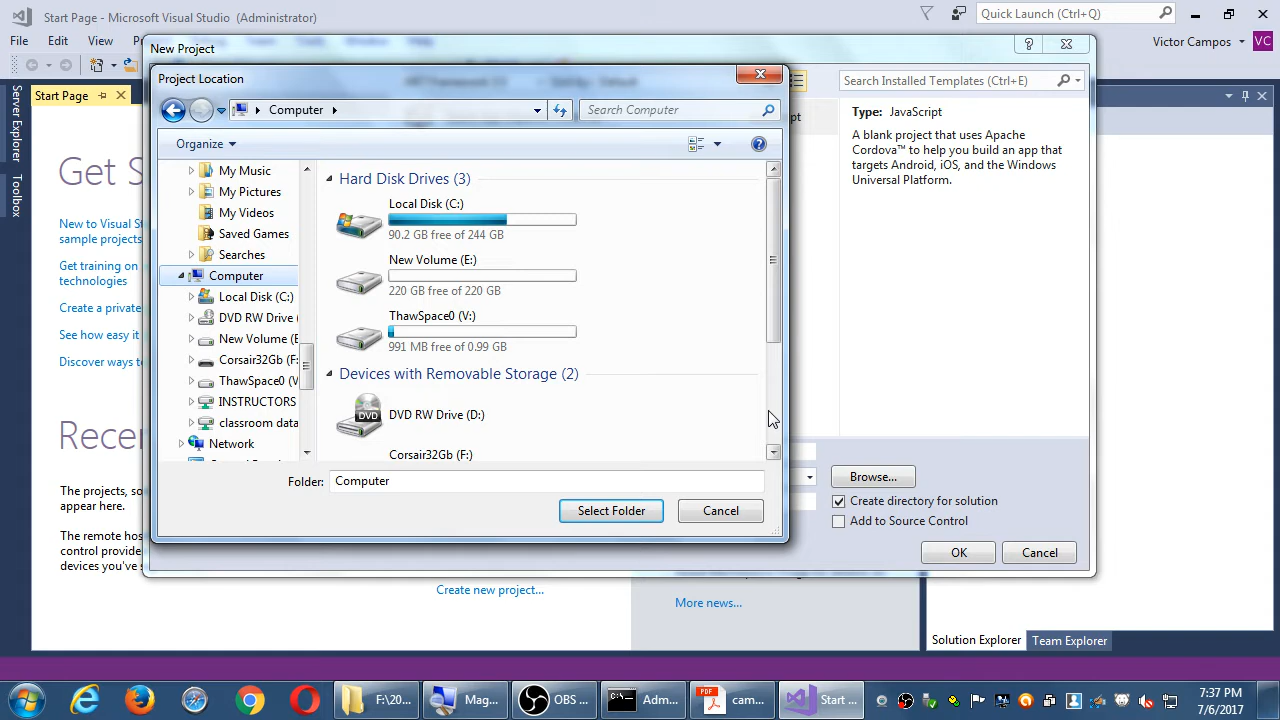 Start Page - Microsoft Visual Studio (Administrator)
Quick Launch (Ctrl+Q)
File Edit View
Victor Campos VC
New Project
Project Location
Search Installed Templates (Ctrl+E)
Start Page
Computer
Search Computer
Type: JavaScript
A blank project that uses Apache
Cordova™ to help you build an app that
targets Android, iOS, and the Windows
Universal Platform.
Server Explorer
Toolbox
Organize
Get S
New to Visual St
sample projects
Get training on
technologies
Create a private
See how easy it
Discover ways to
Recen
The projects, so
appear here.
The remote hos
control provide
devices you've s
My Music
My Pictures
My Videos
Saved Games
Searches
Computer
Local Disk (C:)
DVD RW Drive (
New Volume (E:
Corsair32Gb (F:
ThawSpace0 (V
INSTRUCTORS
classroom data
Network
Hard Disk Drives (3)
Local Disk (C:)
90.2 GB free of 244 GB
New Volume (E:)
220 GB free of 220 GB
ThawSpace0 (V:)
991 MB free of 0.99 GB
Devices with Removable Storage (2)
DVD
DVD RW Drive (D:)
Corsair32Gb (F:)
Folder: Computer
Select Folder
Cancel
Browse...
Create directory for solution
Add to Source Control
OK
Cancel
Create new project...
More news...
Solution Explorer
Team Explorer
F:\20...
Mag...
OBS ...
C:\
Adm...
PDF
cam...
Start ...
7:37 PM
7/6/2017